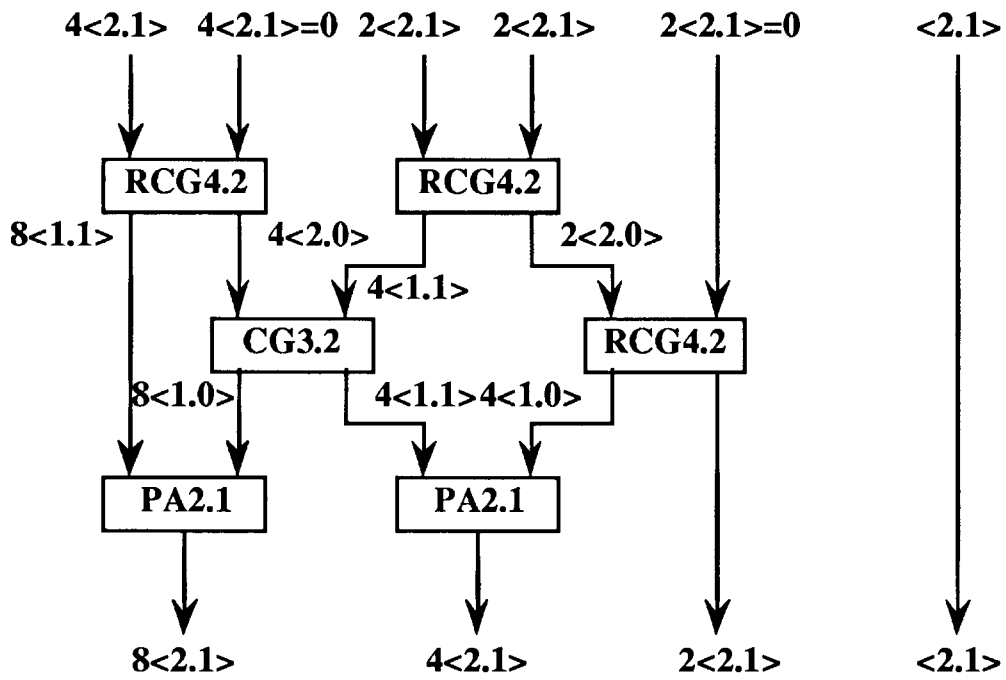 4<2.1> 4<2.1>=0 2<2.1> 2<2.1> 2<2.1>=0 <2.1>
RCG4.2 RCG4.2
8<1.1> 4<2.0> 2<2.0>
4<1.1>
CG3.2 RCG4.2
8<1.0> 4<1.1> 4<1.0>
PA2.1 PA2.1
8<2.1> 4<2.1> 2<2.1> <2.1>